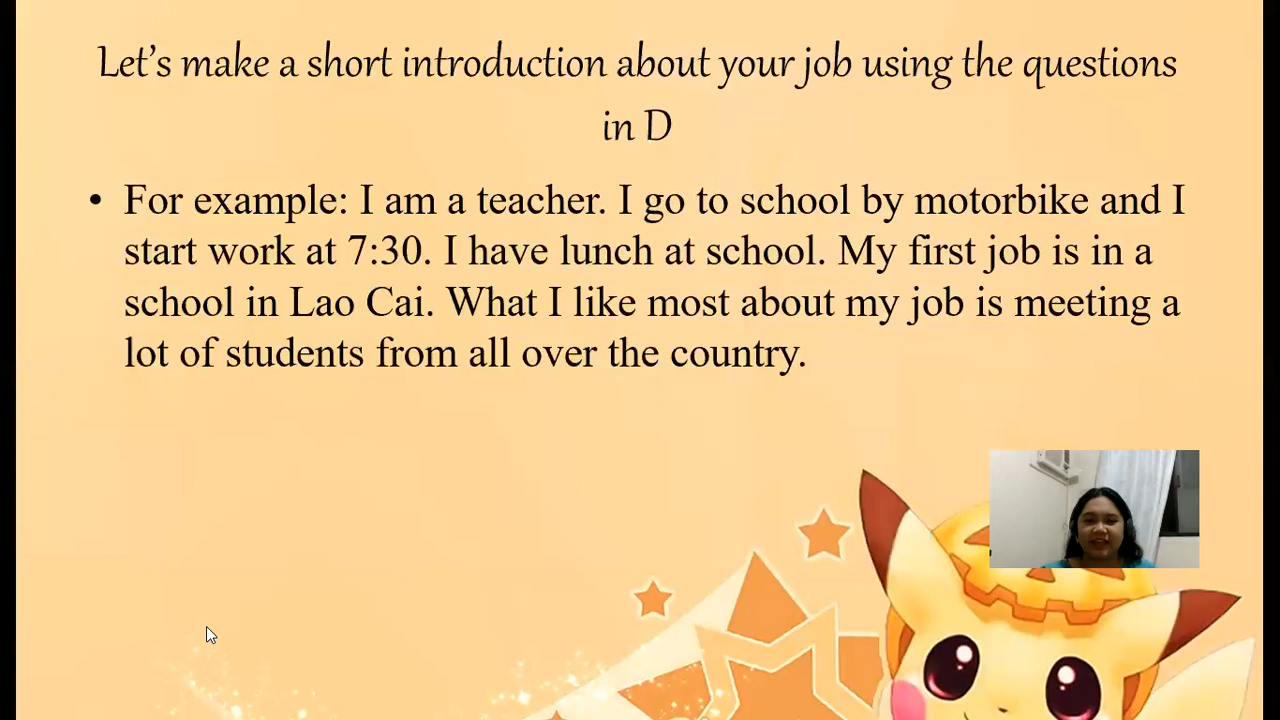 Let's make a short introduction about your job using the questions
in D
• For example: I am a teacher. I go to school by motorbike and I
start work at 7:30. I have lunch at school. My first job is in a
school in Lao Cai. What I like most about my job is meeting a
lot of students from all over the country.